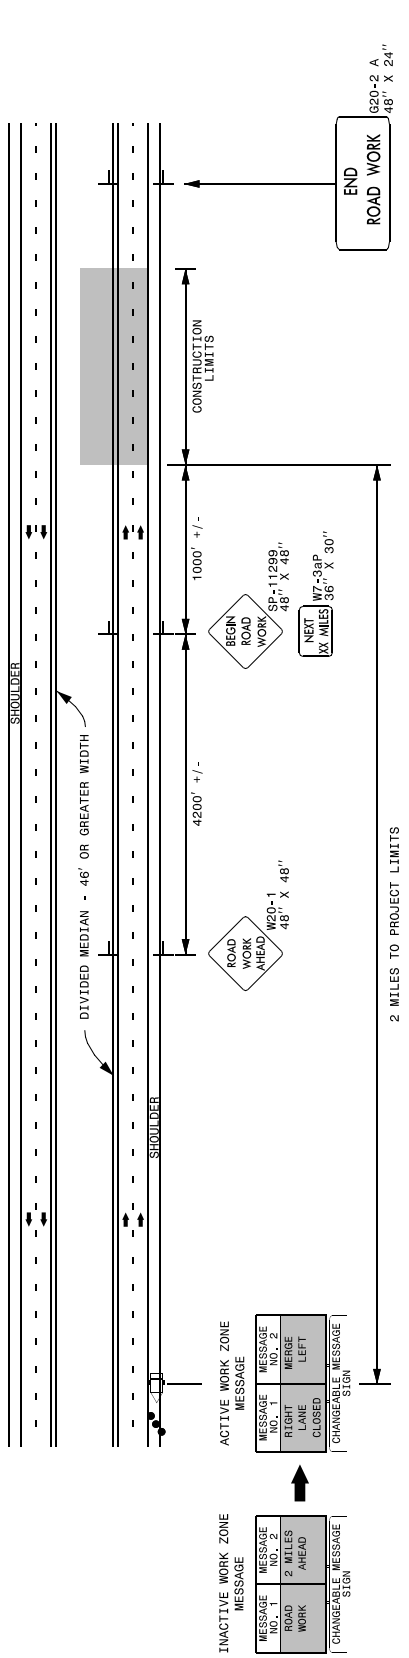 SHOULDER
DIVIDED MEDIAN - 46' OR GREATER WIDTH
SHOULDER
INACTIVE WORK ZONE
MESSAGE
MESSAGE
NO. 1
MESSAGE
NO. 2
ROAD
WORK
2 MILES
AHEAD
CHANGEABLE MESSAGE
SIGN
ACTIVE WORK ZONE
MESSAGE
MESSAGE
NO. 1
MESSAGE
NO. 2
RIGHT
LANE
CLOSED
MERGE
LEFT
CHANGEABLE MESSAGE
SIGN
4200' +/-
1000' +/-
CONSTRUCTION
LIMITS
ROAD
WORK
AHEAD
W20-1
48" X 48"
BEGIN
ROAD
WORK
SP-11299
48" X 48"
NEXT
XX MILES
W7-3aP
36" X 30"
END
ROAD WORK
G20-2 A
48" X 24"
2 MILES TO PROJECT LIMITS